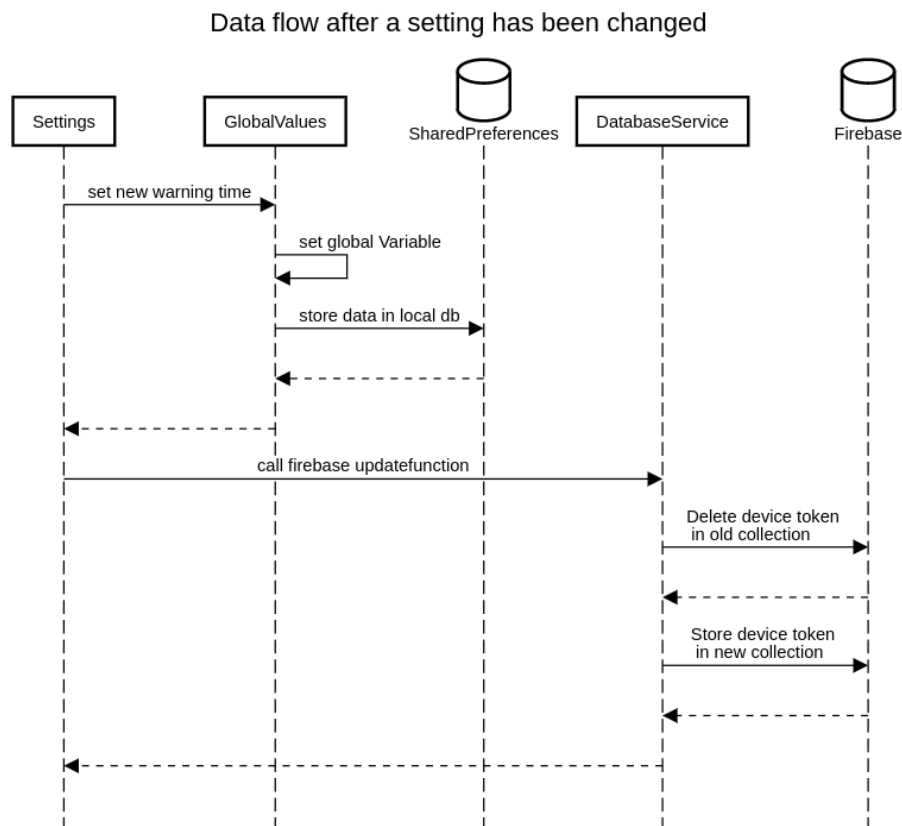 Data flow after a setting has been changed
Settings
GlobalValues
SharedPreferences
DatabaseService
Firebase
set new warning time
set global Variable
store data in local db
call firebase updatefunction
Delete device token
in old collection
Store device token
in new collection